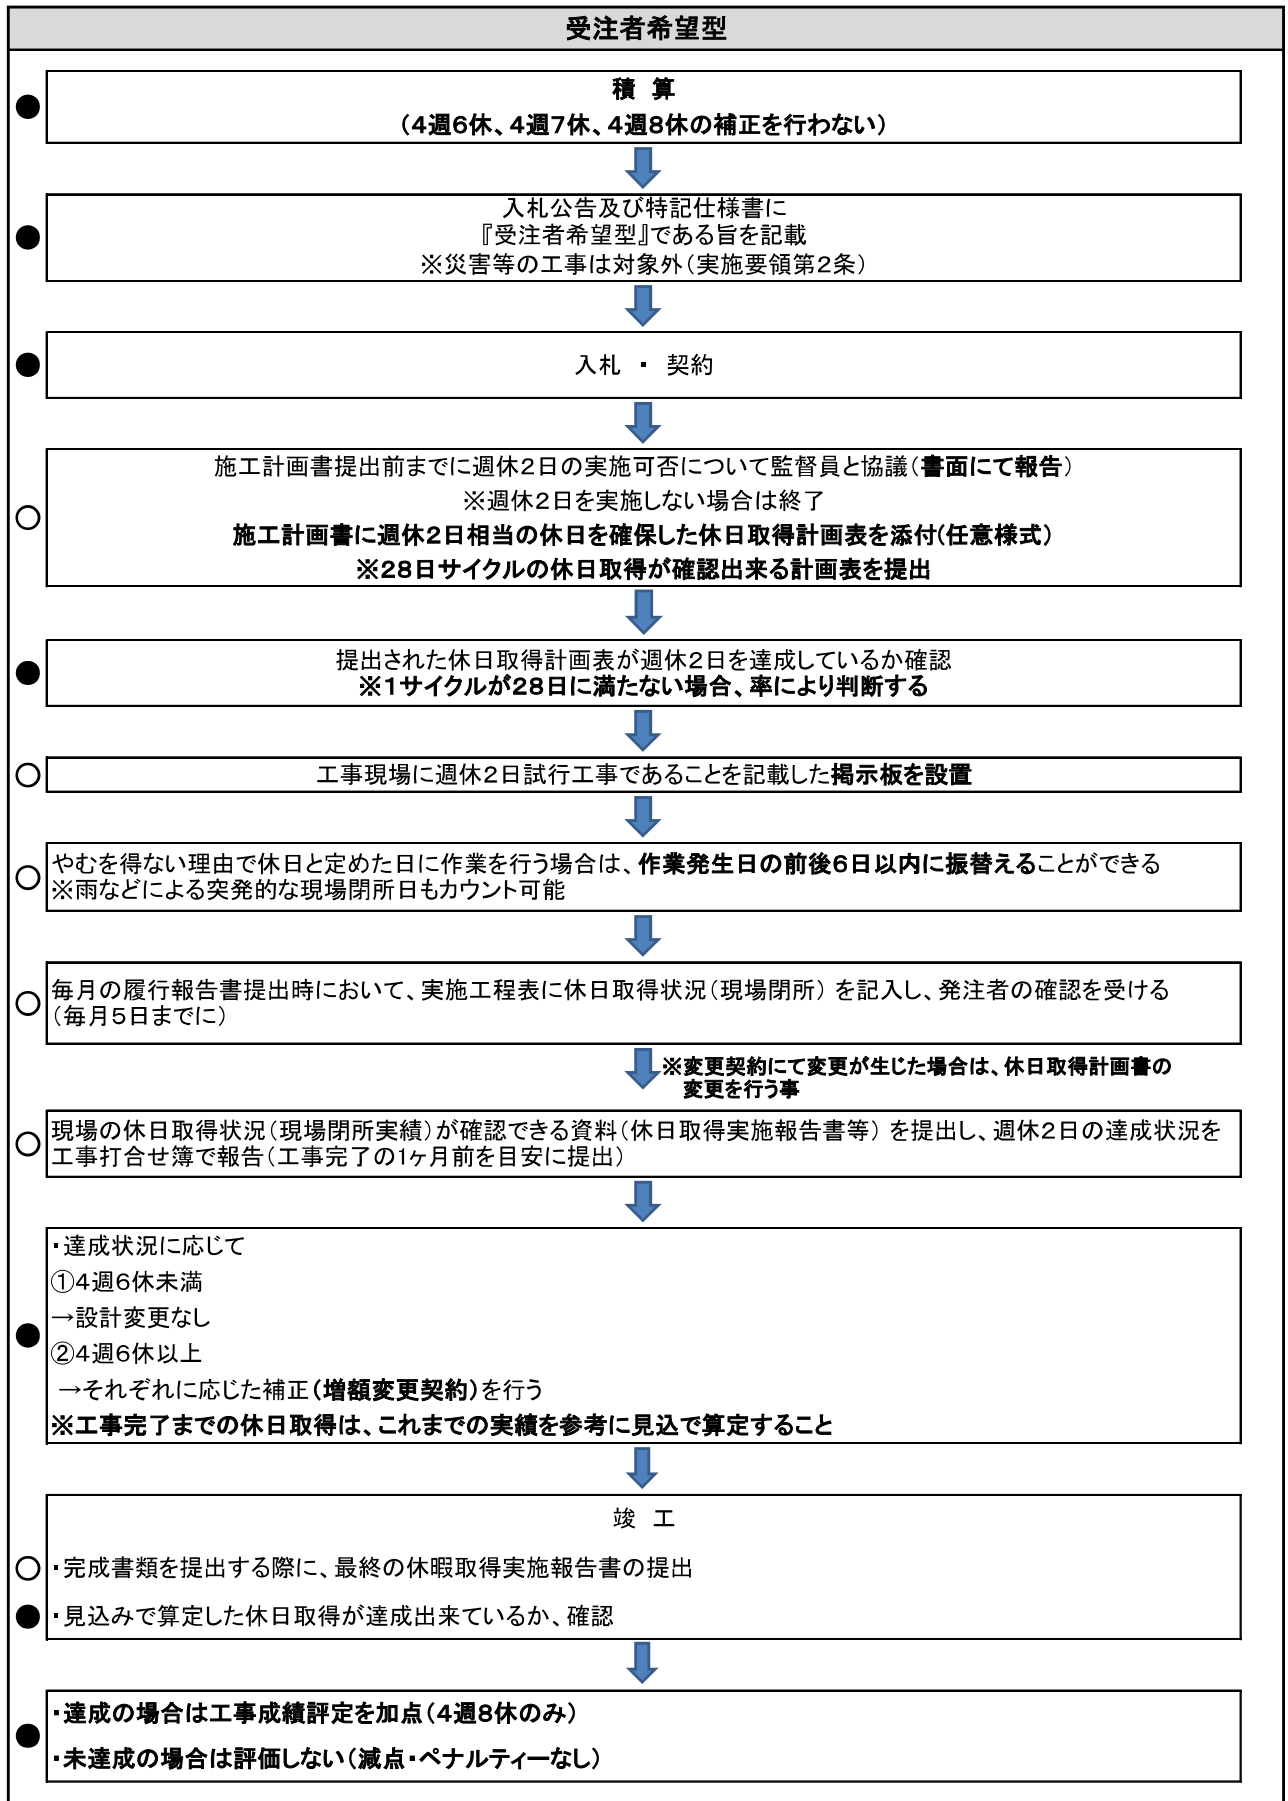 受注者希望型
積 算
（4週6休、4週7休、4週8休の補正を行わない）
入札公告及び特記仕様書に
『受注者希望型』である旨を記載
※災害等の工事は対象外（実施要領第2条）
入札 ・ 契約
施工計画書提出前までに週休2日の実施可否について監督員と協議（書面にて報告）
※週休2日を実施しない場合は終了
施工計画書に週休2日相当の休日を確保した休日取得計画表を添付(任意様式）
※28日サイクルの休日取得が確認出来る計画表を提出
提出された休日取得計画表が週休2日を達成しているか確認
※1サイクルが28日に満たない場合、率により判断する
工事現場に週休2日試行工事であることを記載した掲示板を設置
やむを得ない理由で休日と定めた日に作業を行う場合は、作業発生日の前後6日以内に振替えることができる
※雨などによる突発的な現場閉所日もカウント可能
毎月の履行報告書提出時において、実施工程表に休日取得状況（現場閉所）を記入し、発注者の確認を受ける
（毎月5日までに）
※変更契約にて変更が生じた場合は、休日取得計画書の
変更を行う事
現場の休日取得状況（現場閉所実績）が確認できる資料（休日取得実施報告書等）を提出し、週休2日の達成状況を
工事打合せ簿で報告（工事完了の1ヶ月前を目安に提出）
・達成状況に応じて
①4週6休未満
→設計変更なし
②4週6休以上
→それぞれに応じた補正（増額変更契約）を行う
※工事完了までの休日取得は、これまでの実績を参考に見込で算定すること
竣 工
・完成書類を提出する際に、最終の休暇取得実施報告書の提出
・見込みで算定した休日取得が達成出来ているか、確認
・達成の場合は工事成績評定を加点（4週8休のみ）
・未達成の場合は評価しない（減点・ペナルティーなし）